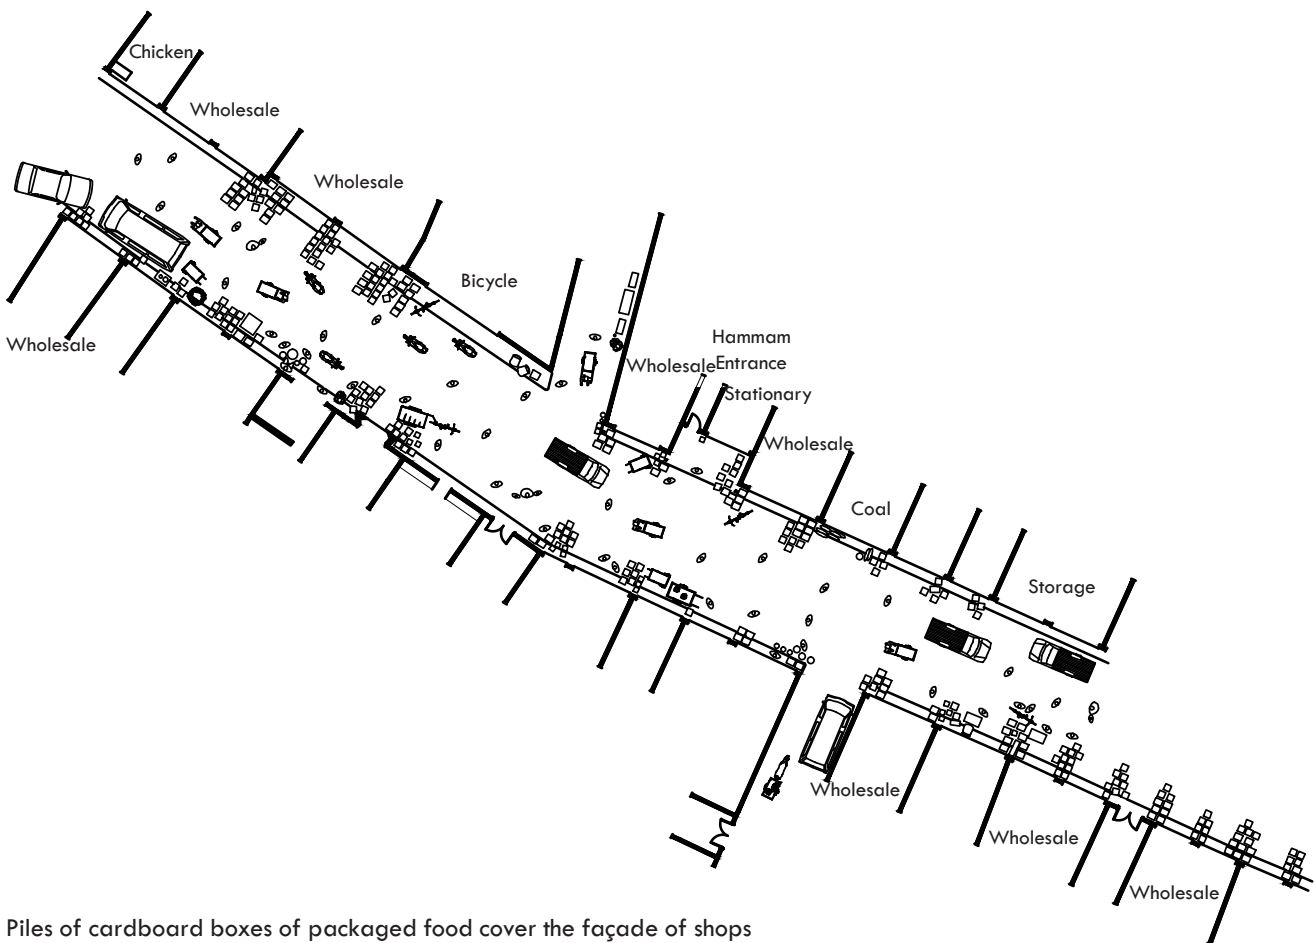 Chicken
Wholesale
Wholesale
Bicycle
Wholesale
Hammam
Entrance
Wholesale
Stationary
Wholesale
Coal
Storage
Wholesale
Wholesale
Wholesale
Piles of cardboard boxes of packaged food cover the façade of shops